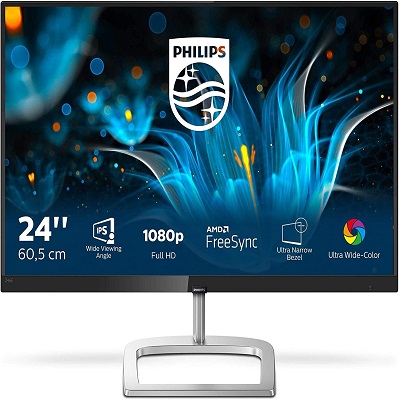 PHILIPS
24''
60,5 cm
IPS
Wide Viewing
Angle
1080p
Full HD
AMD
FreeSync
Ultra Narrow
Bezel
Ultra Wide-Color
PHILIPS